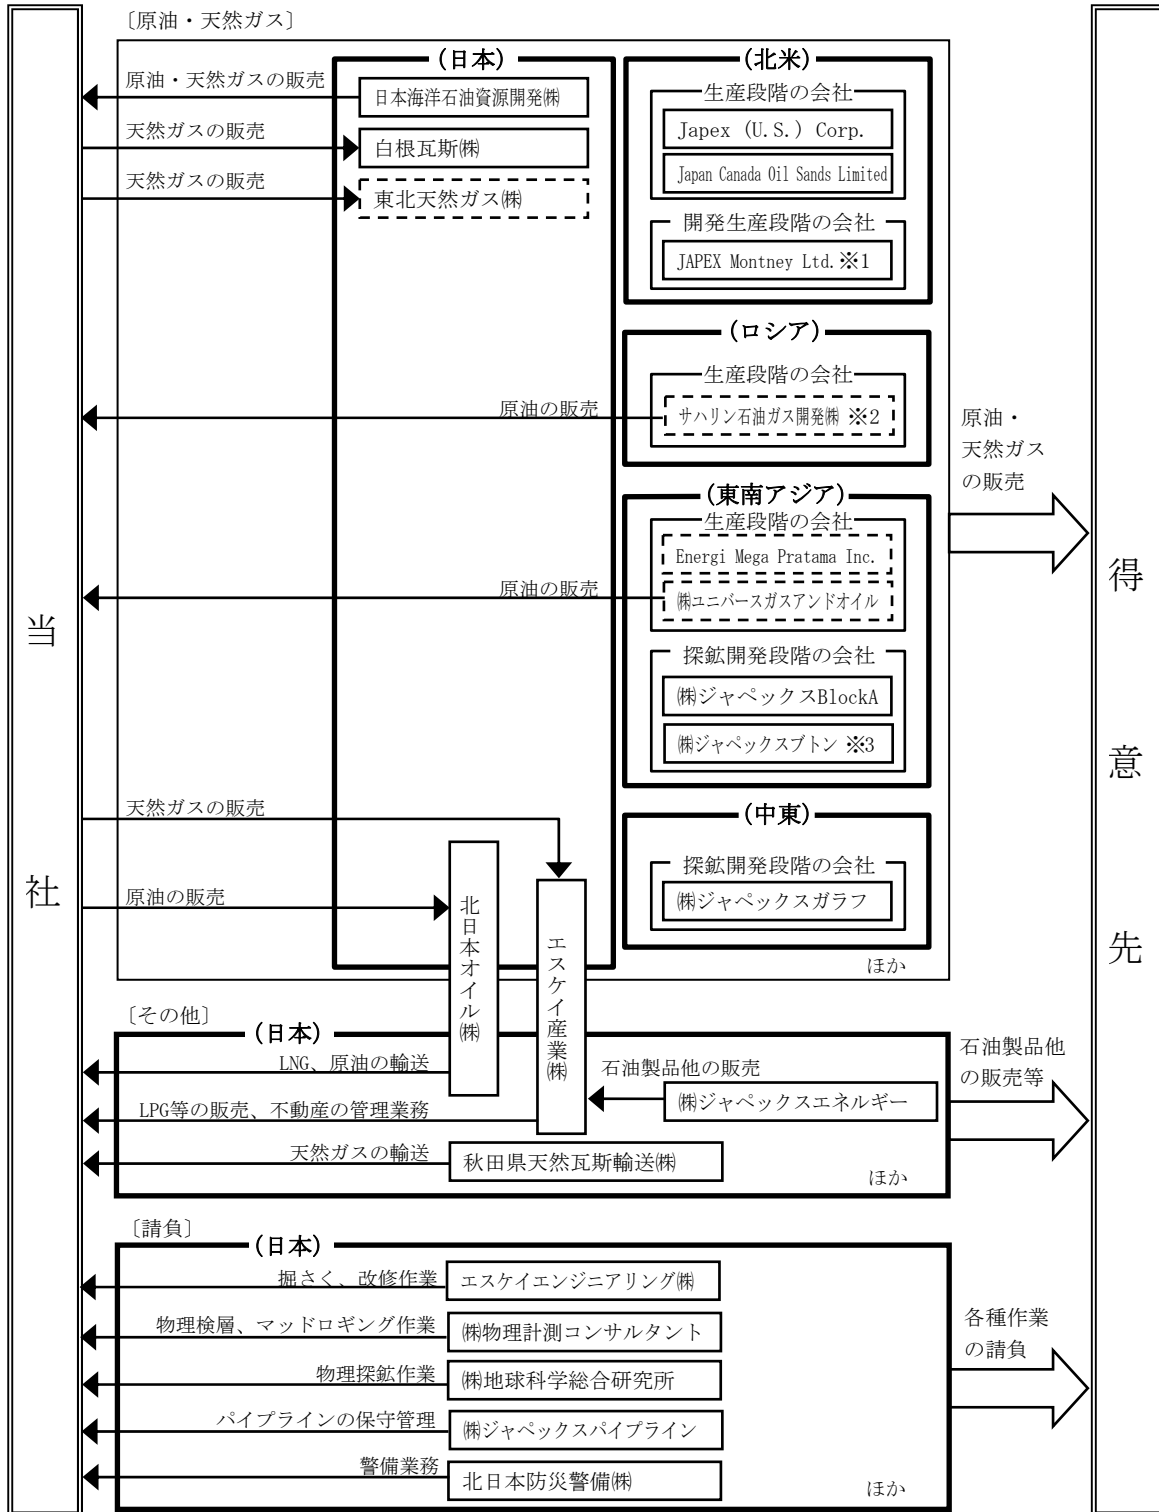 〔原油・天然ガス〕
(日本)
(北米)
原油・天然ガスの販売
日本海洋石油資源開発㈱
生産段階の会社
Japex (U.S.) Corp.
天然ガスの販売
白根瓦斯㈱
Japan Canada Oil Sands Limited
天然ガスの販売
東北天然ガス㈱
開発生産段階の会社
JAPEX Montney Ltd.※1
(ロシア)
生産段階の会社
原油の販売
サハリン石油ガス開発㈱ ※2
原油・
天然ガス
の販売
(東南アジア)
生産段階の会社
Energi Mega Pratama Inc.
原油の販売
㈱ユニバースガスアンドオイル
探鉱開発段階の会社
㈱ジャペックスBlockA
㈱ジャペックスブトン ※3
天然ガスの販売
(中東)
探鉱開発段階の会社
㈱ジャペックスガラフ
原油の販売
北日本オイル㈱
エスケイ産業㈱
ほか
当社
得意先
〔その他〕
(日本)
LNG、原油の輸送
石油製品他の販売
㈱ジャペックスエネルギー
LPG等の販売、不動産の管理業務
天然ガスの輸送
秋田県天然瓦斯輸送㈱
ほか
石油製品他
の販売等
〔請負〕
(日本)
掘さく、改修作業
エスケイエンジニアリング㈱
物理検層、マッドロギング作業
㈱物理計測コンサルタント
物理探鉱作業
㈱地球科学総合研究所
パイプラインの保守管理
㈱ジャペックスパイプライン
警備業務
北日本防災警備㈱
ほか
各種作業
の請負